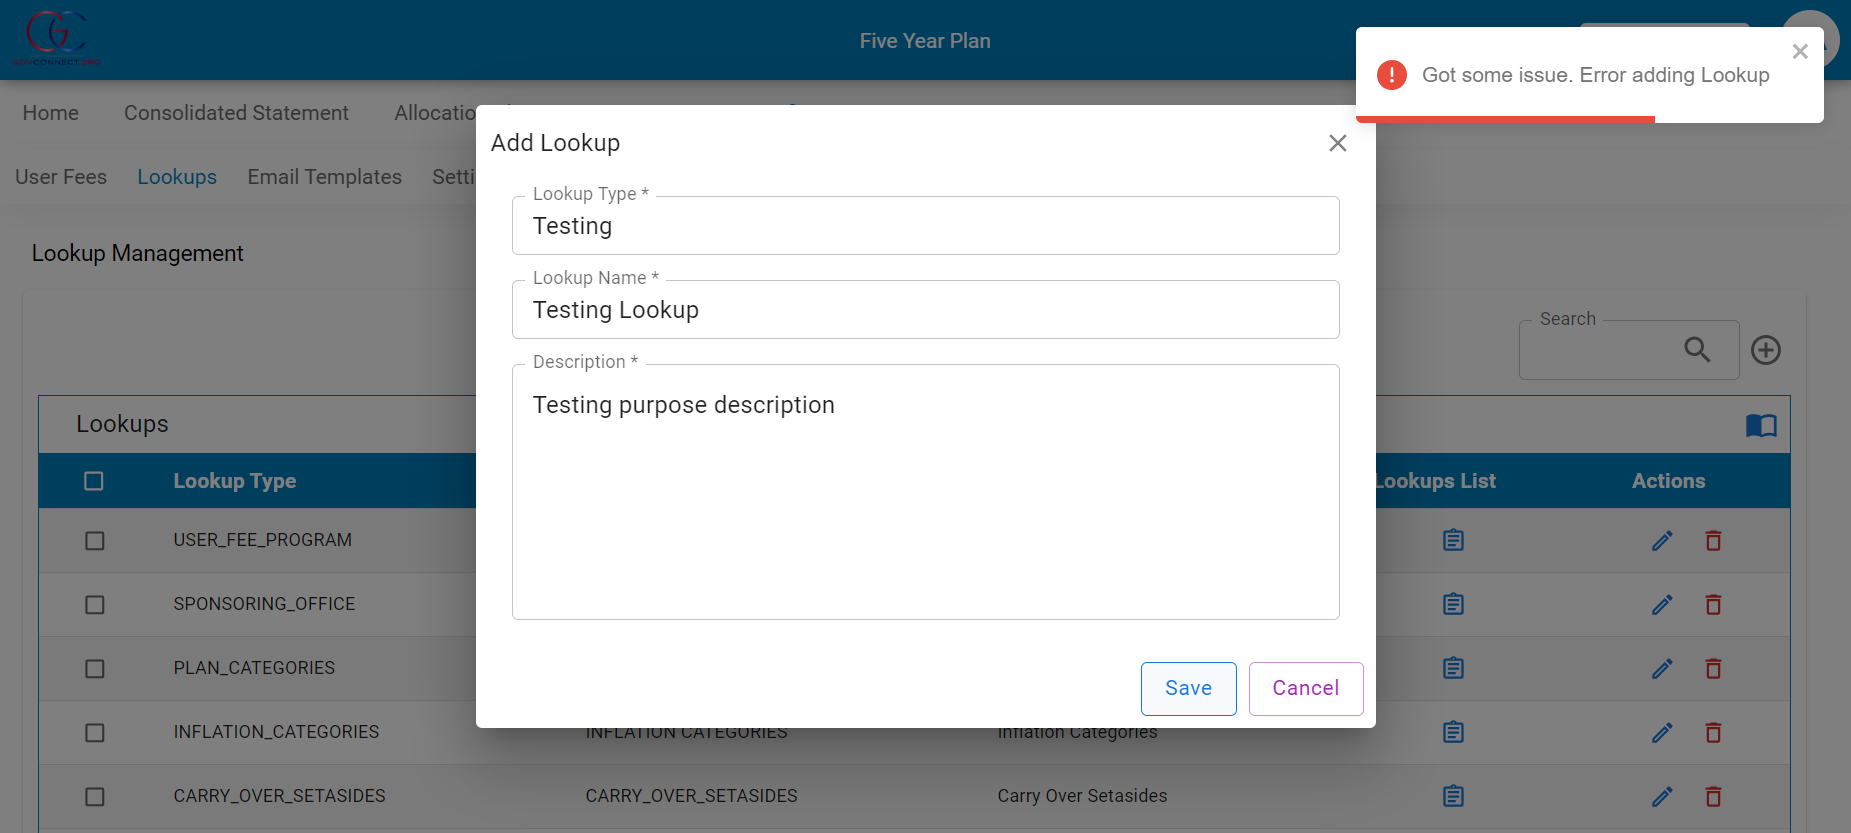 GOVCONNECT.PRO
Five Year Plan
Got some issue. Error adding Lookup
Home Consolidated Statement
User Fees Lookups Email Templates
Add Lookup
Lookup Type *
Testing
Lookup Name *
Testing Lookup
Description *
Testing purpose description
Save Cancel
Lookup Management
Search
Lookups
Lookup Type Lookups List Actions
USER_FEE_PROGRAM
SPONSORING_OFFICE
PLAN_CATEGORIES
INFLATION_CATEGORIES INFLATION CATEGORIES Inflation Categories
CARRY_OVER_SETASIDES CARRY_OVER_SETASIDES Carry Over Setasides